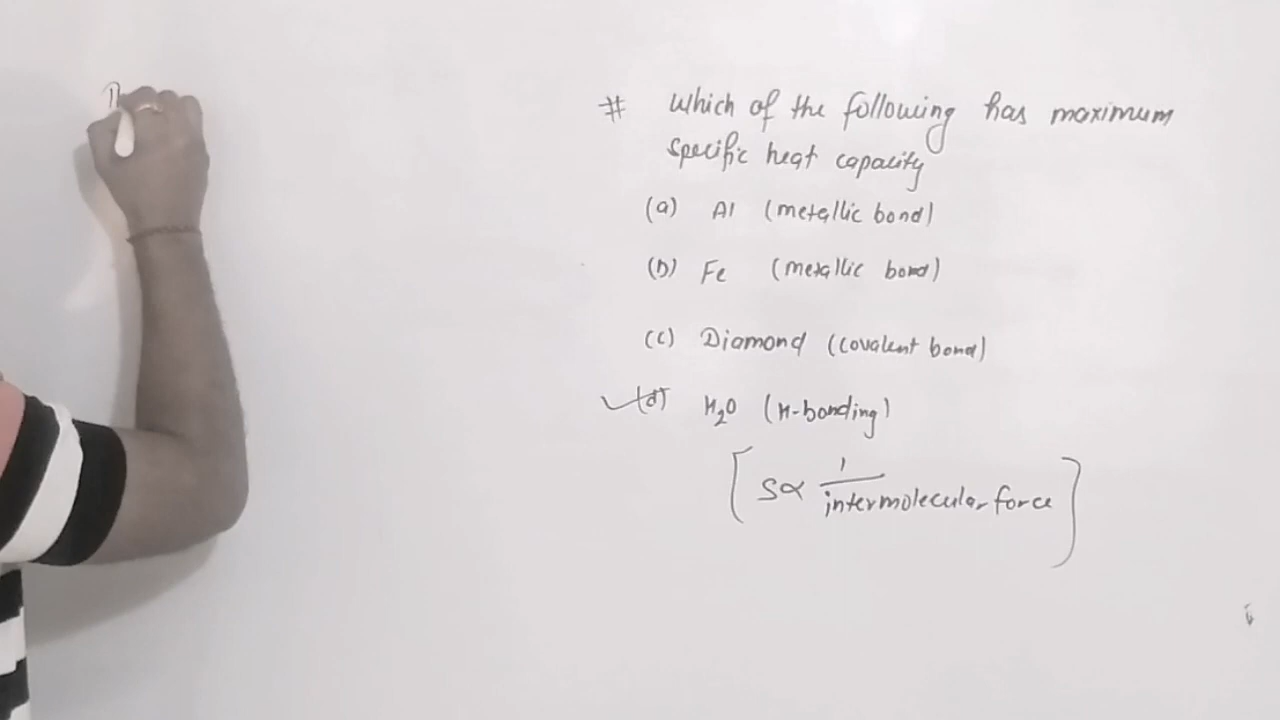 # Which of the following has maximum
specific heat capacity
(a) Al (metallic bond)
(b) Fe (metallic bond)
(c) Diamond (covalent bond)
(d) H₂O (H-bonding)
[S∝ 1/intermolecular force]